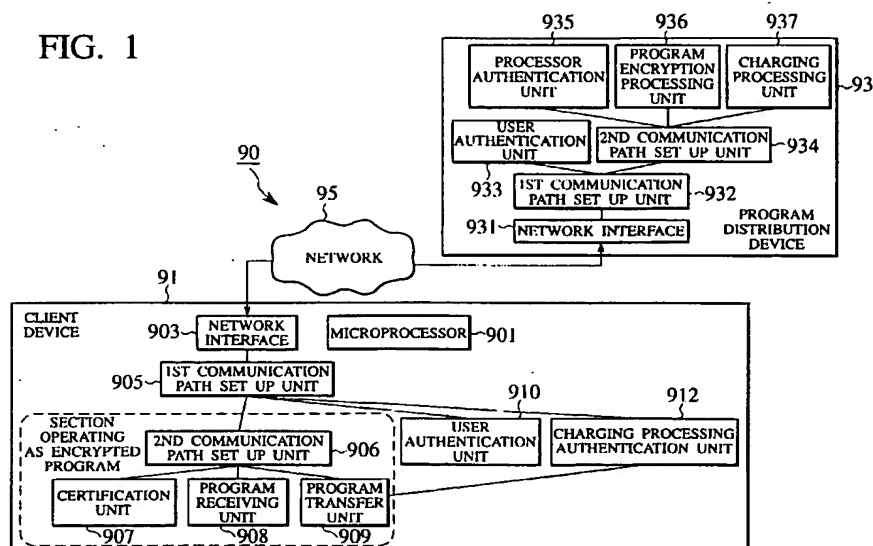 FIG. 1
935
936
937
PROCESSOR
AUTHENTICATION
UNIT
PROGRAM
ENCRYPTION
PROCESSING
UNIT
CHARGING
PROCESSING
UNIT
93
USER
AUTHENTICATION
UNIT
2ND COMMUNICATION
PATH SET UP UNIT
934
933
1ST COMMUNICATION
PATH SET UP UNIT
932
931
NETWORK INTERFACE
PROGRAM
DISTRIBUTION
DEVICE
90
95
NETWORK
91
CLIENT
DEVICE
903
NETWORK
INTERFACE
MICROPROCESSOR
901
905
1ST COMMUNICATION
PATH SET UP UNIT
910
912
SECTION
OPERATING
AS ENCRYPTED
PROGRAM
2ND COMMUNICATION
PATH SET UP UNIT
906
USER
AUTHENTICATION
UNIT
CHARGING PROCESSING
AUTHENTICATION UNIT
CERTIFICATION
UNIT
PROGRAM
RECEIVING
UNIT
PROGRAM
TRANSFER
UNIT
907
908
909